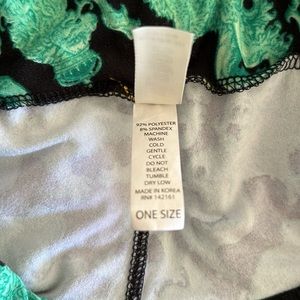 92% POLYESTER
8% SPANDEX
MACHINE
WASH
COLD
GENTLE
CYCLE
DO NOT
BLEACH
TUMBLE
DRY LOW
MADE IN KOREA
RN# 142161
ONE SIZE